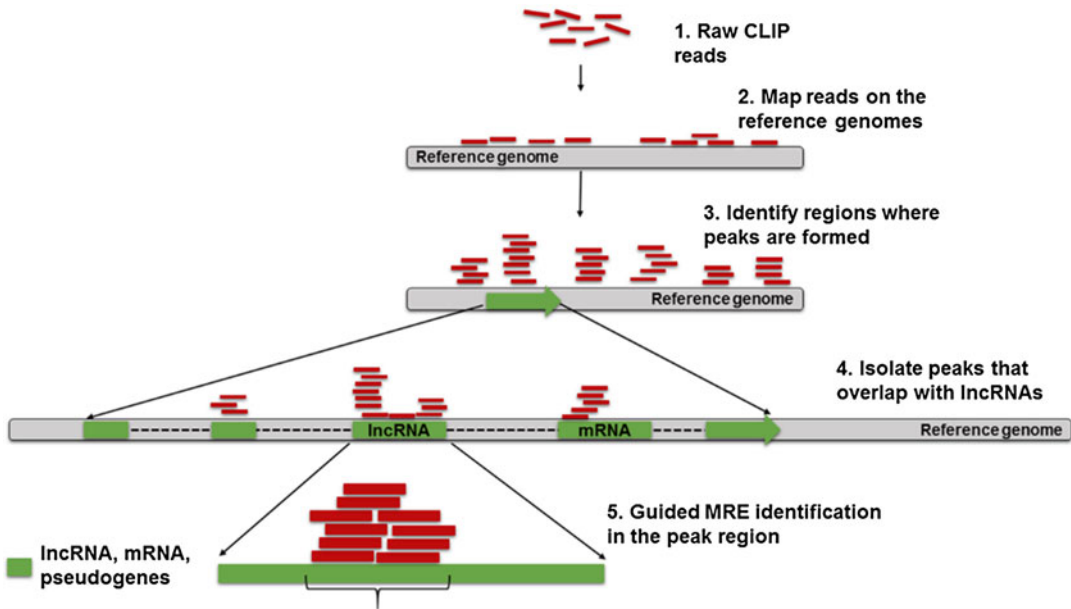 1. Raw CLIP
reads
2. Map reads on the
reference genomes
Reference genome
3. Identify regions where
peaks are formed
Reference genome
4. Isolate peaks that
overlap with lncRNAs
lncRNA
mRNA
Reference genome
5. Guided MRE identification
in the peak region
lncRNA, mRNA,
pseudogenes